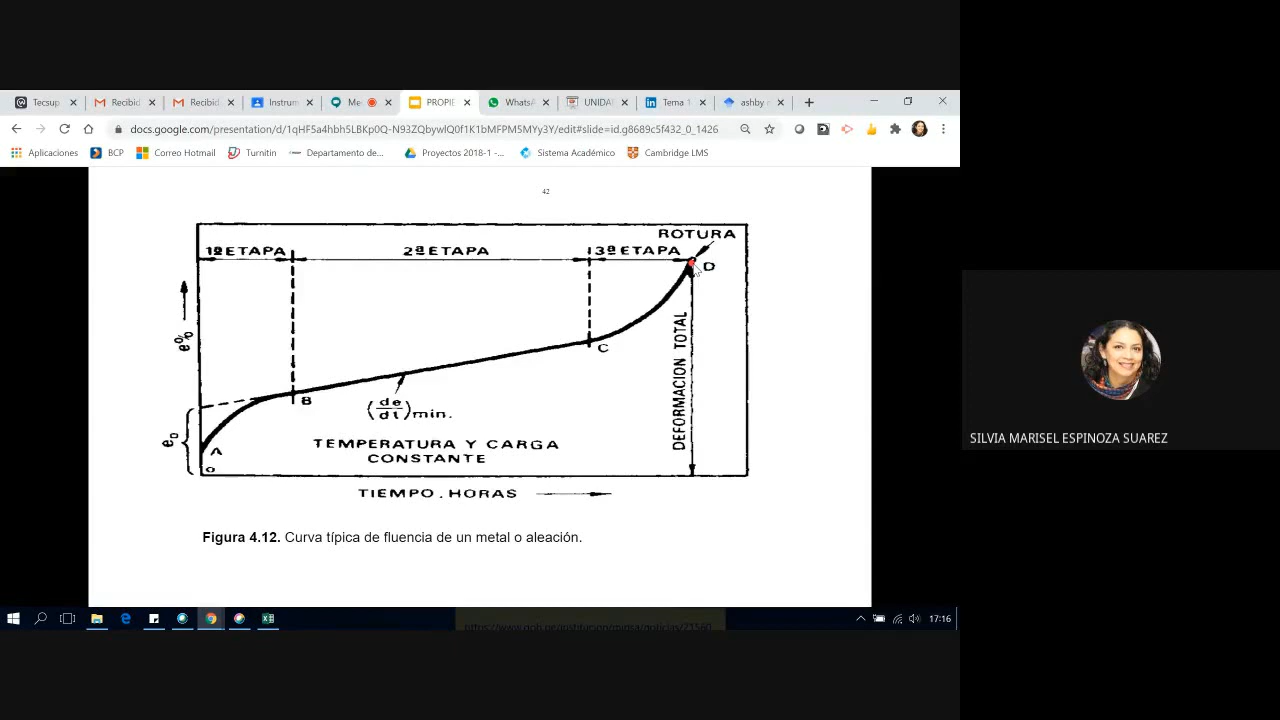 Tecsup
Recibid
Recibid
Instrum
Me
PROPIE
WhatsA
UNIDA
Tema 1
ashby
docs.google.com/presentation/d/1qHF5a4hbh5LBKp0Q-N93ZQbywlQ0f1K1bMFPM5MYy3Y/edit#slide=id.g8689c5f432_0_1426
Aplicaciones
BCP
Correo Hotmail
Turnitin
Departamento de...
Proyectos 2018-1 -...
Sistema Académico
Cambridge LMS
42
ROTURA
1ª ETAPA
2ª ETAPA
3ª ETAPA
D
e%
C
B
(de/dt) min.
DEFORMACION TOTAL
e₀
A
O
TEMPERATURA Y CARGA
CONSTANTE
TIEMPO. HORAS
Figura 4.12. Curva típica de fluencia de un metal o aleación.
SILVIA MARISEL ESPINOZA SUAREZ
17:16